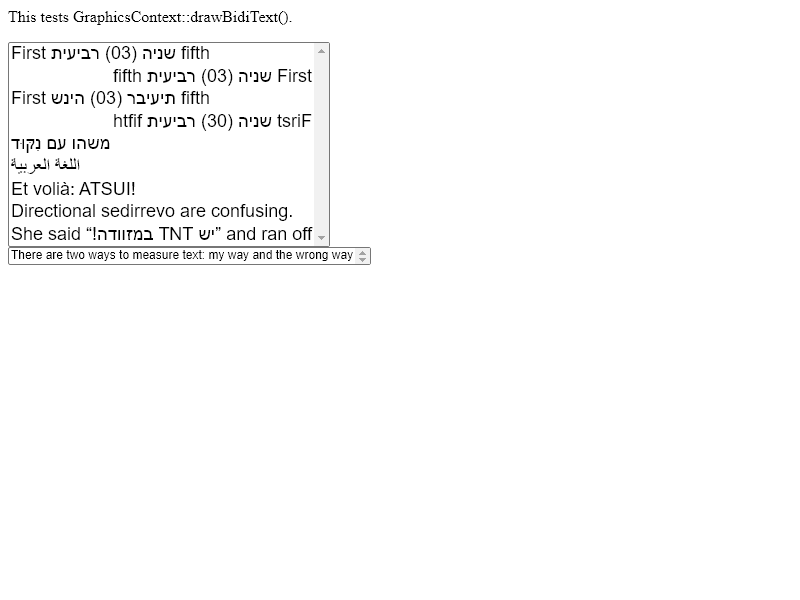 This tests GraphicsContext::drawBidiText().
First שניה (03) רביעית fifth
First שניה (03) רביעית fifth
First הינש (03) תיעיבר fifth
tsriF שניה (30) רביעית htfif
משהו עם נִקּוּד
اللغة العربية
Et volià: ATSUI!
Directional sedirrevo are confusing.
She said “יש TNT במזוודה!” and ran off
There are two ways to measure text: my way and the wrong way